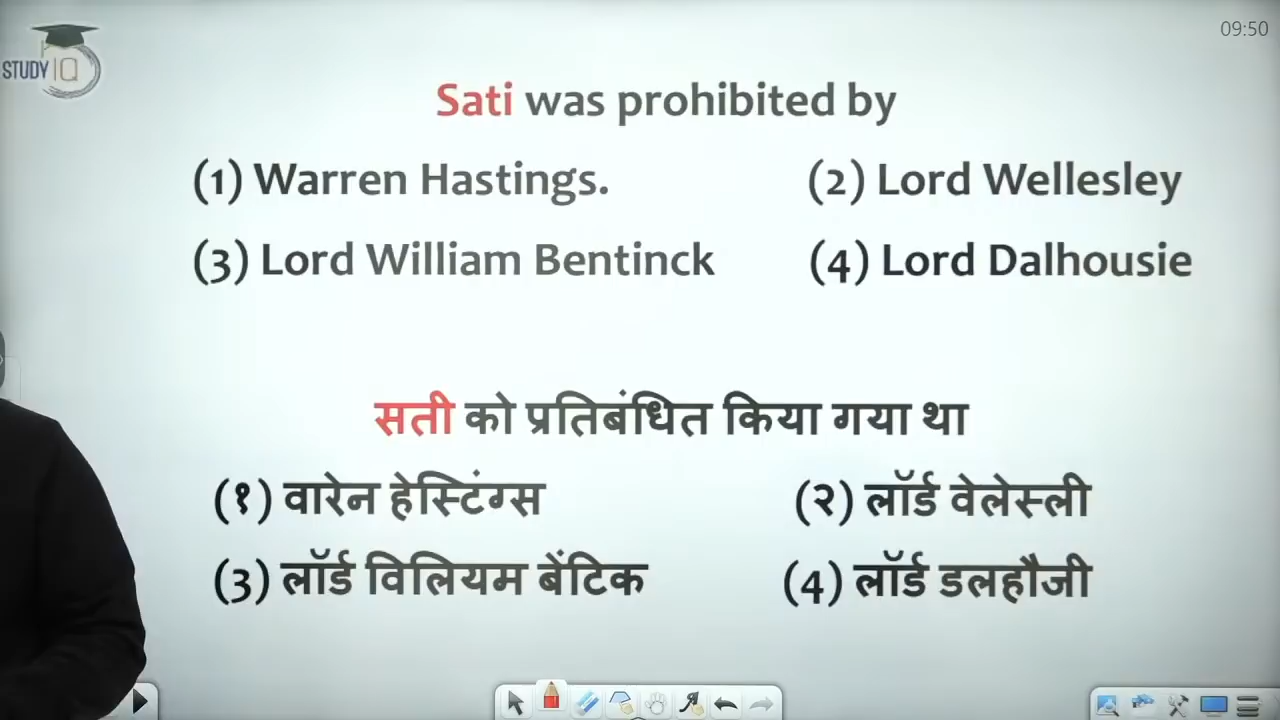 STUDY IQ
09:50
Sati was prohibited by
(1) Warren Hastings.
(2) Lord Wellesley
(3) Lord William Bentinck
(4) Lord Dalhousie
सती को प्रतिबंधित किया गया था
(१) वारेन हेस्टिंग्स
(२) लॉर्ड वेलेस्ली
(3) लॉर्ड विलियम बेंटिक
(4) लॉर्ड डलहौजी